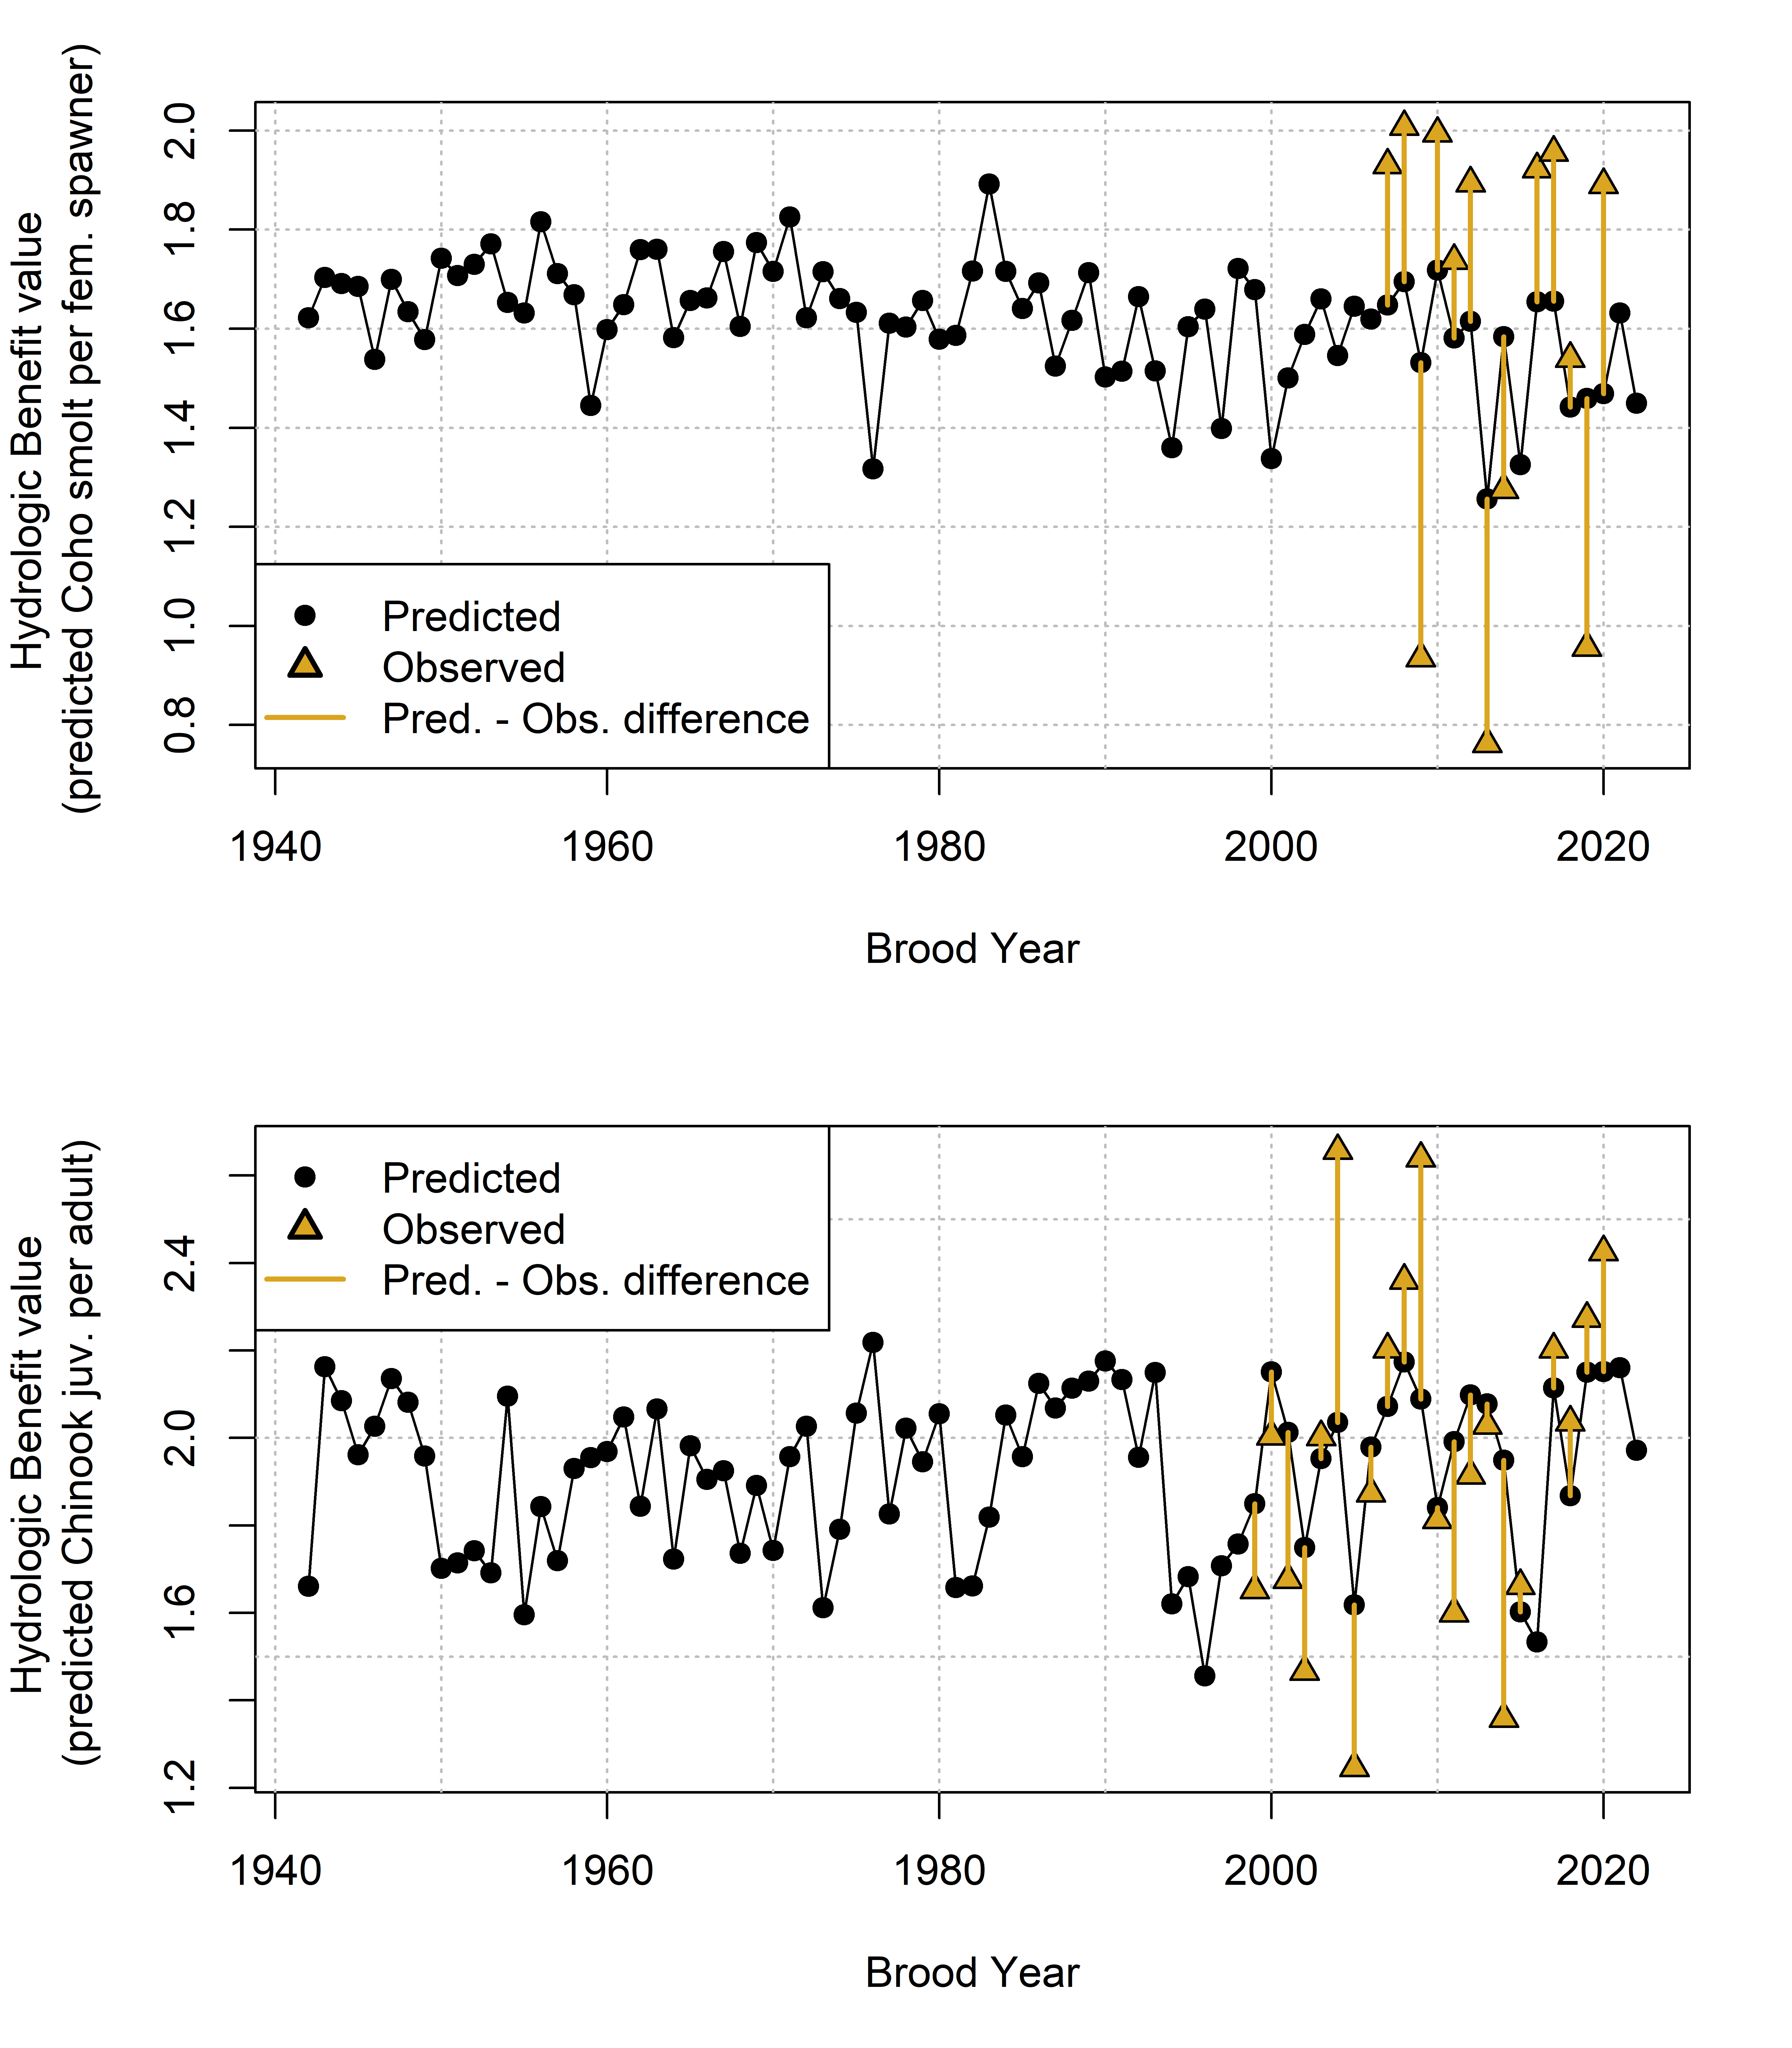 Hydrologic Benefit value
(predicted Coho smolt per fem. spawner)
2.0
1.8
1.6
1.4
1.2
1.0
0.8
Predicted
Observed
Pred. - Obs. difference
1940 1960 1980 2000 2020
Brood Year
Hydrologic Benefit value
(predicted Chinook juv. per adult)
2.4
2.0
1.6
1.2
Predicted
Observed
Pred. - Obs. difference
1940 1960 1980 2000 2020
Brood Year